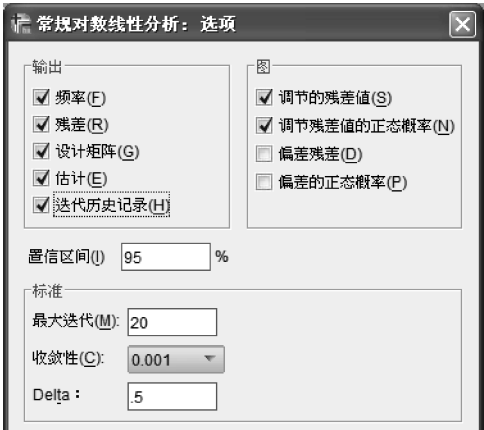 常规对数线性分析：选项
输出
频率(F)
残差(R)
设计矩阵(G)
估计(E)
迭代历史记录(H)
图
调节的残差值(S)
调节残差值的正态概率(N)
偏差残差(D)
偏差的正态概率(P)
置信区间(I) 95 %
标准
最大迭代(M): 20
收敛性(C): 0.001
Delta： .5